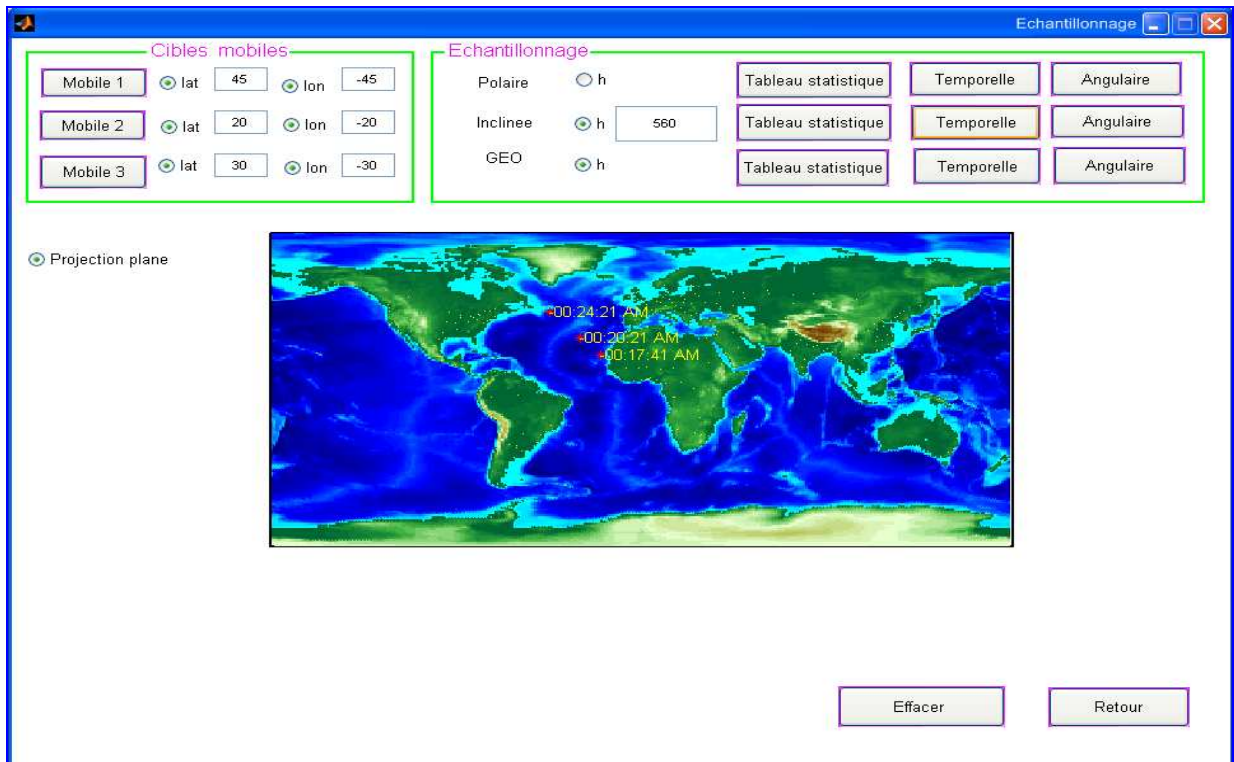 Echantillonnage
Cibles mobiles
Mobile 1 lat 45 lon -45
Mobile 2 lat 20 lon -20
Mobile 3 lat 30 lon -30
Echantillonnage
Polaire h Tableau statistique Temporelle Angulaire
Inclinee h 560 Tableau statistique Temporelle Angulaire
GEO h Tableau statistique Temporelle Angulaire
Projection plane
00:24:21 AM
00:20:21 AM
00:17:41 AM
Effacer Retour